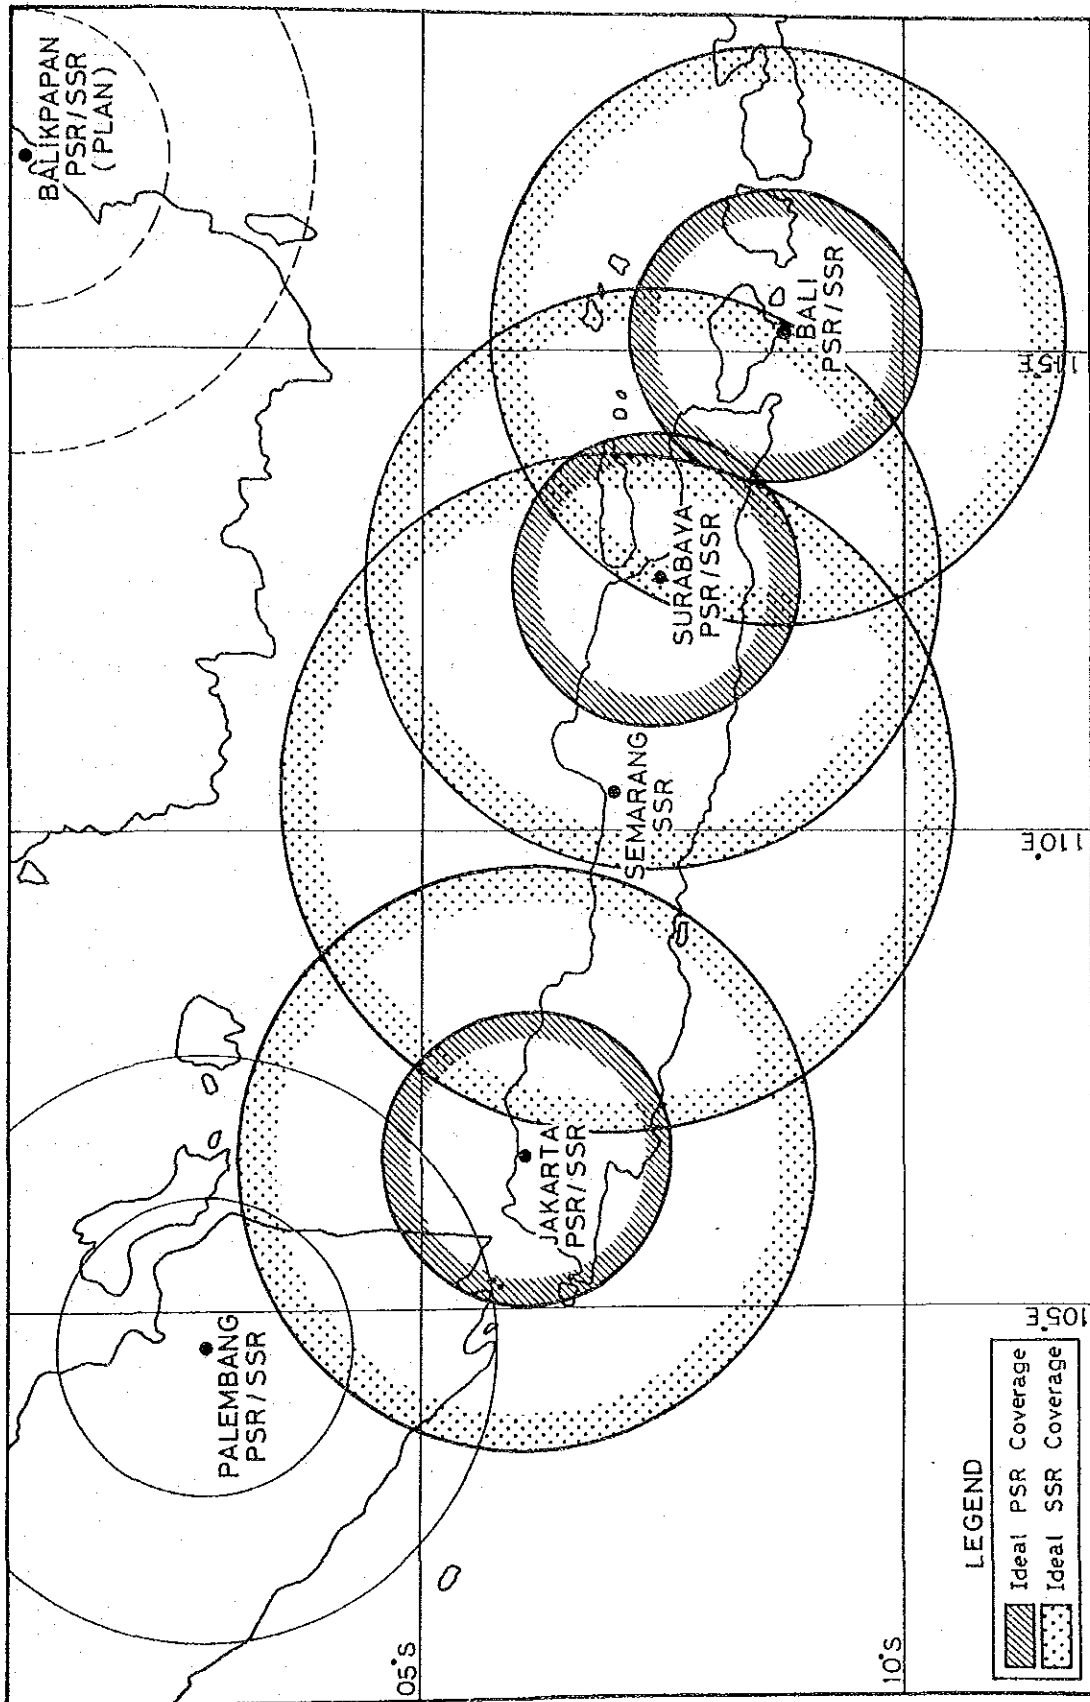 BALIKPAPAN
PSR/SSR
(PLAN)
PALEMBANG
PSR/SSR
JAKARTA
PSR/SSR
SEMARANG
SSR
SURABAYA
PSR/SSR
BALI
PSR/SSR
05°S
10°S
105°E
110°E
115°E
LEGEND
Ideal PSR Coverage
Ideal SSR Coverage